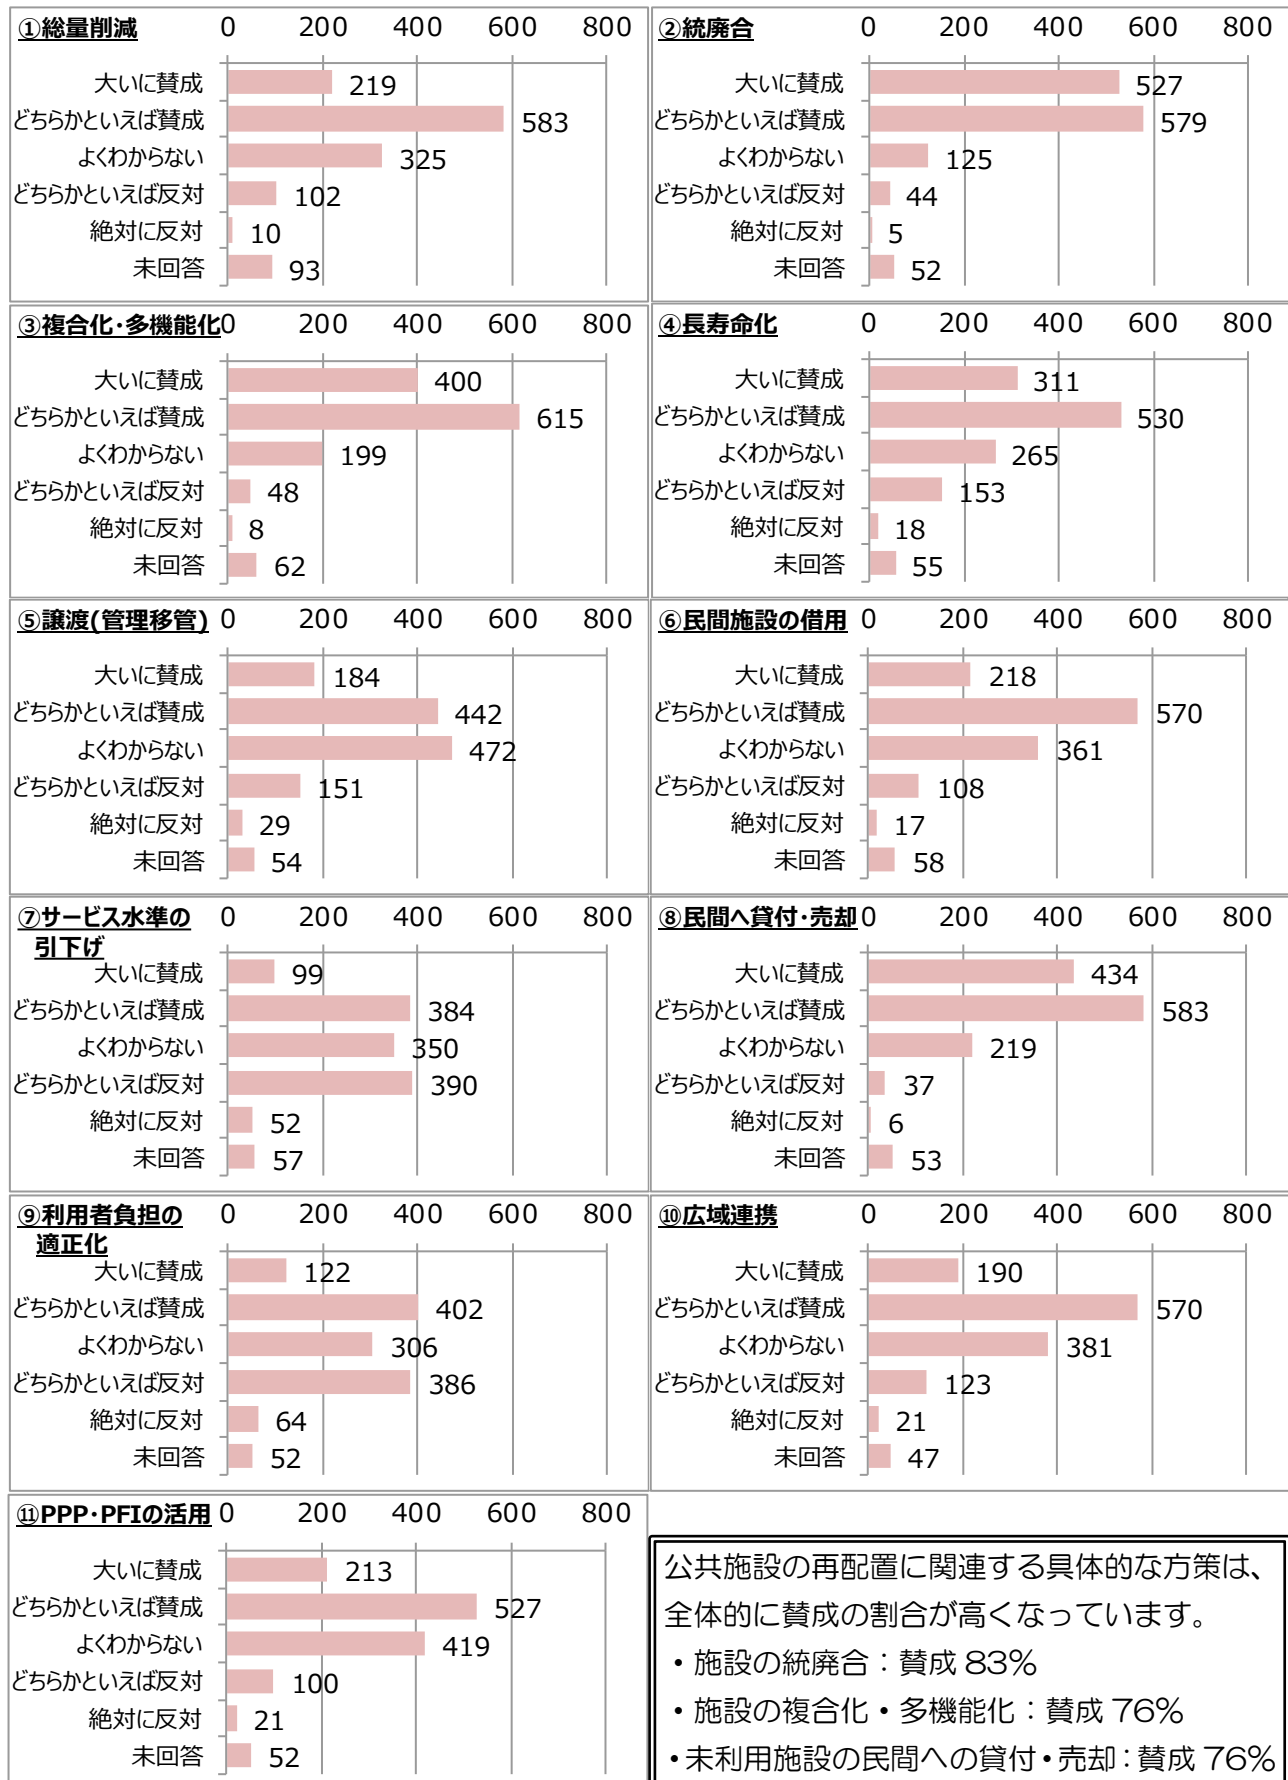 ①総量削減
0 200 400 600 800
大いに賛成 219
どちらかといえば賛成 583
よくわからない 325
どちらかといえば反対 102
絶対に反対 10
未回答 93
②統廃合
0 200 400 600 800
大いに賛成 527
どちらかといえば賛成 579
よくわからない 125
どちらかといえば反対 44
絶対に反対 5
未回答 52
③複合化・多機能化
0 200 400 600 800
大いに賛成 400
どちらかといえば賛成 615
よくわからない 199
どちらかといえば反対 48
絶対に反対 8
未回答 62
④長寿命化
0 200 400 600 800
大いに賛成 311
どちらかといえば賛成 530
よくわからない 265
どちらかといえば反対 153
絶対に反対 18
未回答 55
⑤譲渡(管理移管)
0 200 400 600 800
大いに賛成 184
どちらかといえば賛成 442
よくわからない 472
どちらかといえば反対 151
絶対に反対 29
未回答 54
⑥民間施設の借用
0 200 400 600 800
大いに賛成 218
どちらかといえば賛成 570
よくわからない 361
どちらかといえば反対 108
絶対に反対 17
未回答 58
⑦サービス水準の
引下げ
0 200 400 600 800
大いに賛成 99
どちらかといえば賛成 384
よくわからない 350
どちらかといえば反対 390
絶対に反対 52
未回答 57
⑧民間へ貸付・売却
0 200 400 600 800
大いに賛成 434
どちらかといえば賛成 583
よくわからない 219
どちらかといえば反対 37
絶対に反対 6
未回答 53
⑨利用者負担の
適正化
0 200 400 600 800
大いに賛成 122
どちらかといえば賛成 402
よくわからない 306
どちらかといえば反対 386
絶対に反対 64
未回答 52
⑩広域連携
0 200 400 600 800
大いに賛成 190
どちらかといえば賛成 570
よくわからない 381
どちらかといえば反対 123
絶対に反対 21
未回答 47
⑪PPP・PFIの活用
0 200 400 600 800
大いに賛成 213
どちらかといえば賛成 527
よくわからない 419
どちらかといえば反対 100
絶対に反対 21
未回答 52
公共施設の再配置に関連する具体的な方策は、
全体的に賛成の割合が高くなっています。
・施設の統廃合：賛成 83%
・施設の複合化・多機能化：賛成 76%
・未利用施設の民間への貸付・売却：賛成 76%